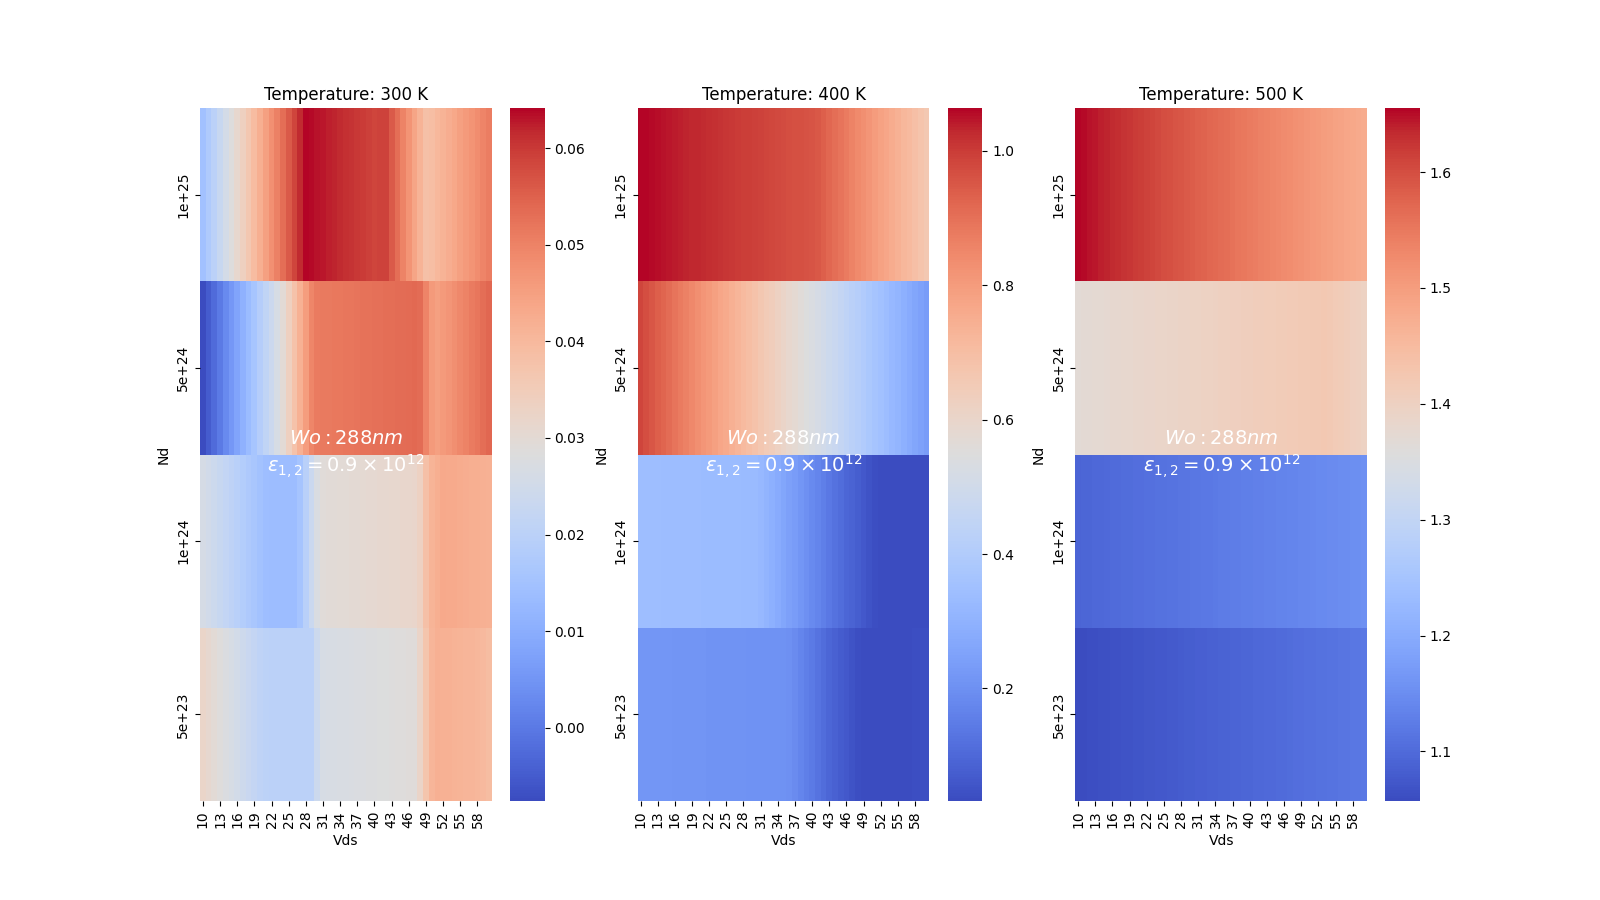 Temperature: 300 K
1e+25
5e+24
1e+24
5e+23
Nd
Wo : 288nm
ε1, 2 = 0.9 × 10^12
10 13 16 19 22 25 28 31 34 37 40 43 46 49 52 55 58
Vds
0.06
0.05
0.04
0.03
0.02
0.01
0.00
Temperature: 400 K
1e+25
5e+24
1e+24
5e+23
Nd
Wo : 288nm
ε1, 2 = 0.9 × 10^12
10 13 16 19 22 25 28 31 34 37 40 43 46 49 52 55 58
Vds
1.0
0.8
0.6
0.4
0.2
Temperature: 500 K
1e+25
5e+24
1e+24
5e+23
Nd
Wo : 288nm
ε1, 2 = 0.9 × 10^12
10 13 16 19 22 25 28 31 34 37 40 43 46 49 52 55 58
Vds
1.6
1.5
1.4
1.3
1.2
1.1